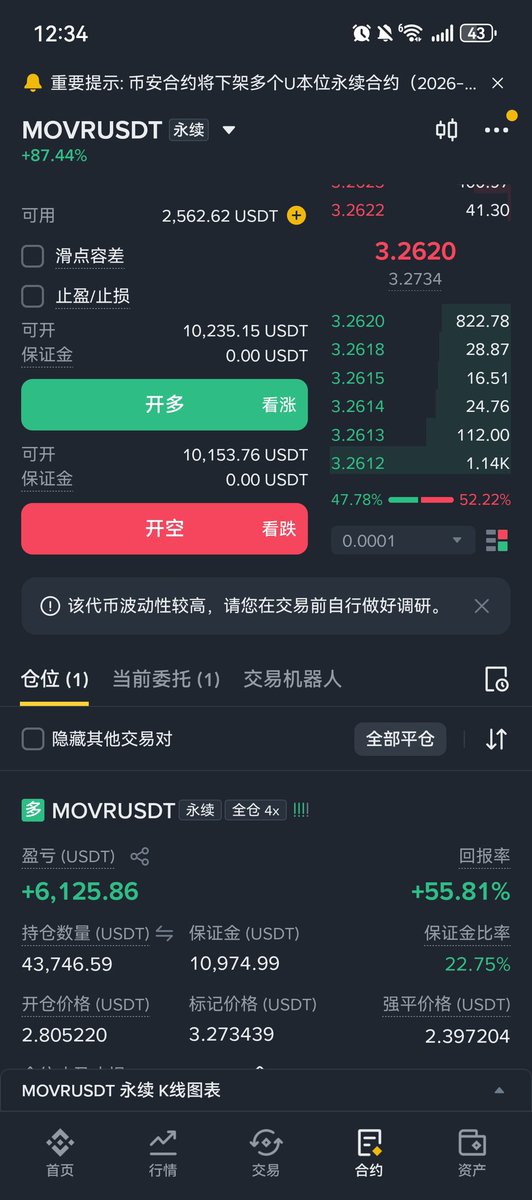 12:34
6
43
重要提示: 币安合约将下架多个U本位永续合约（2026-...
MOVRUSDT 永续
+87.44%
可用 2,562.62 USDT
滑点容差
止盈/止损
可开 10,235.15 USDT
保证金 0.00 USDT
开多 看涨
可开 10,153.76 USDT
保证金 0.00 USDT
开空 看跌
3.2622 41.30
3.2620
3.2734
3.2620 822.78
3.2618 28.87
3.2615 16.51
3.2614 24.76
3.2613 112.00
3.2612 1.14K
47.78% 52.22%
0.0001
该代币波动性较高，请您在交易前自行做好调研。
仓位 (1) 当前委托 (1) 交易机器人
隐藏其他交易对 全部平仓
多 MOVRUSDT 永续 全仓 4x !!!!
盈亏 (USDT) 回报率
+6,125.86 +55.81%
持仓数量 (USDT) 保证金 (USDT) 保证金比率
43,746.59 10,974.99 22.75%
开仓价格 (USDT) 标记价格 (USDT) 强平价格 (USDT)
2.805220 3.273439 2.397204
MOVRUSDT 永续 K线图表
首页 行情 交易 合约 资产